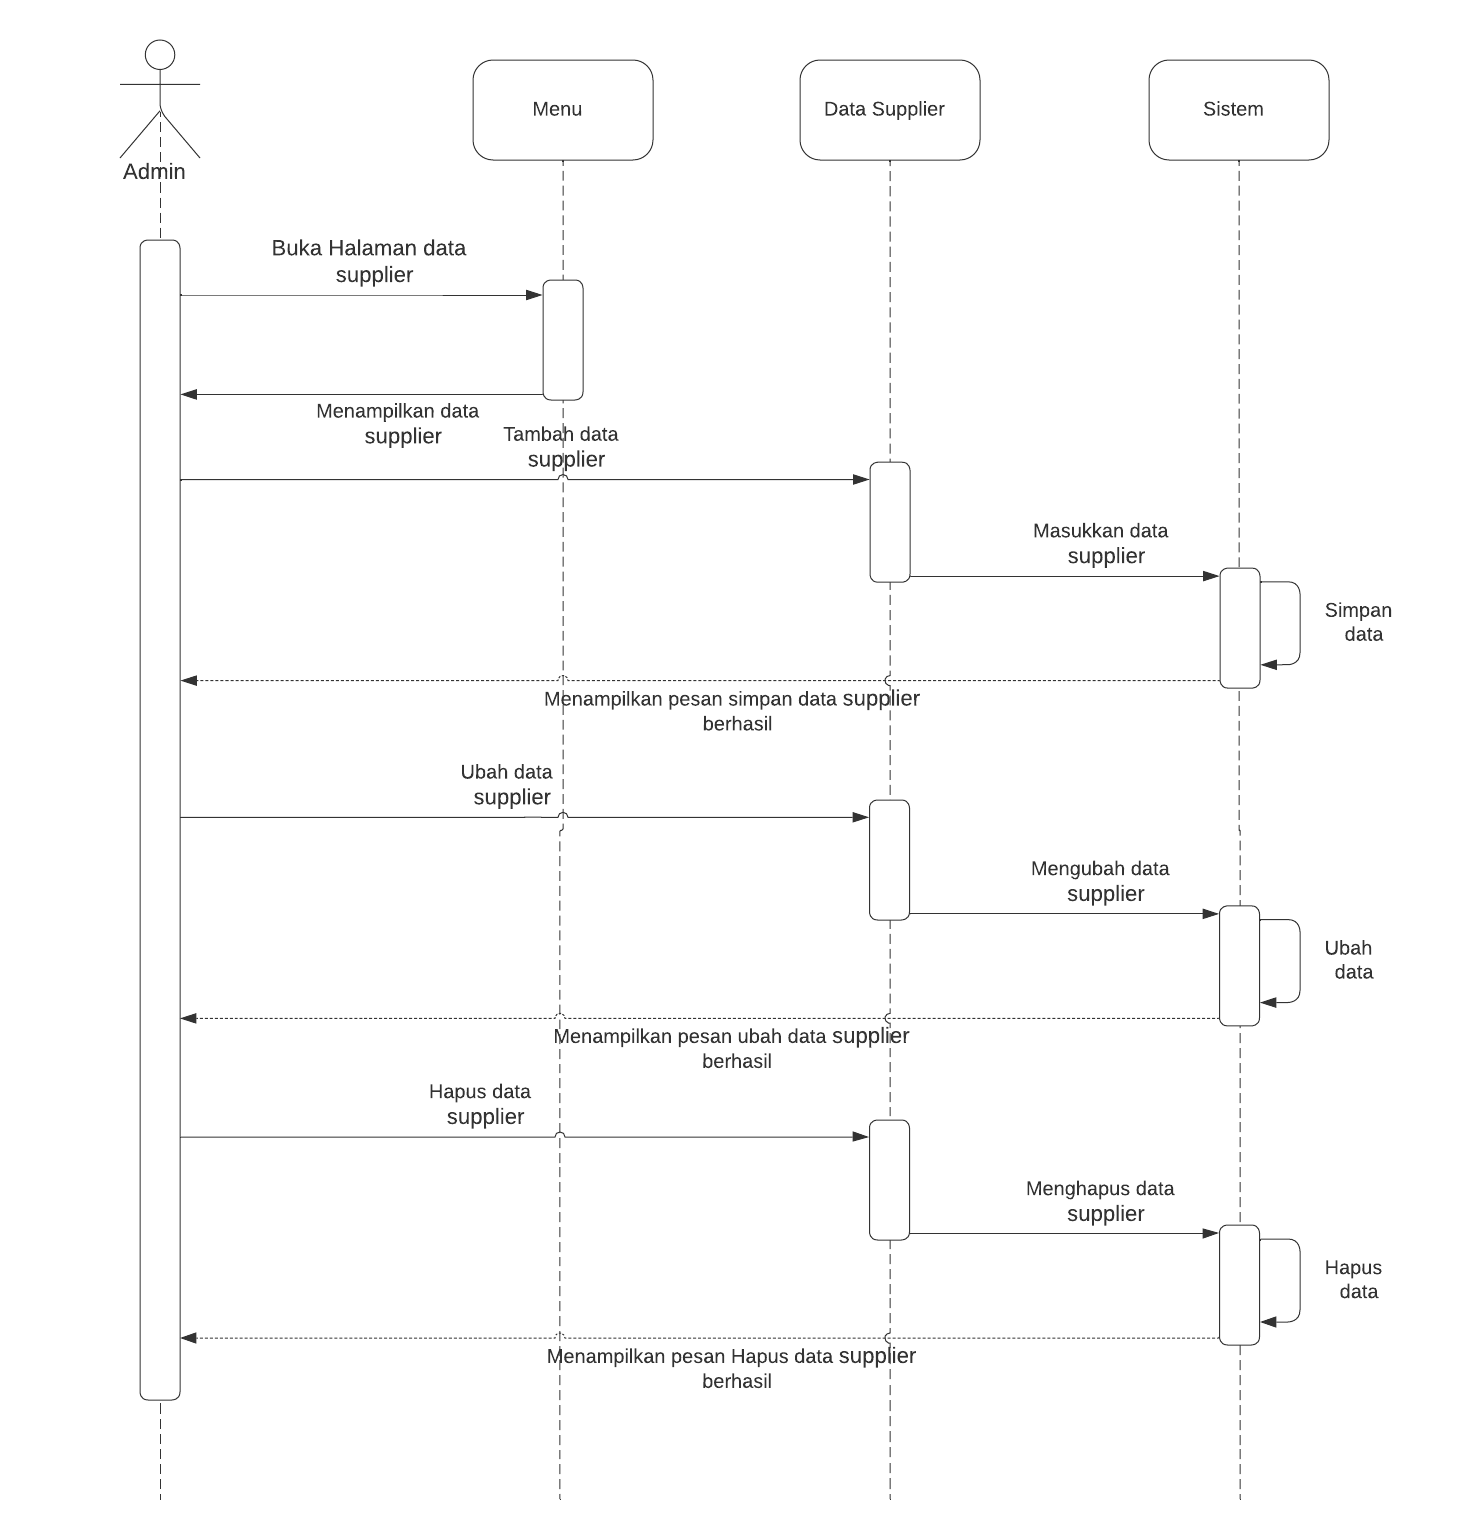 Admin
Menu
Data Supplier
Sistem
Buka Halaman data
supplier
Menampilkan data
supplier
Tambah data
supplier
Masukkan data
supplier
Simpan
data
Menampilkan pesan simpan data supplier
berhasil
Ubah data
supplier
Mengubah data
supplier
Ubah
data
Menampilkan pesan ubah data supplier
berhasil
Hapus data
supplier
Menghapus data
supplier
Hapus
data
Menampilkan pesan Hapus data supplier
berhasil